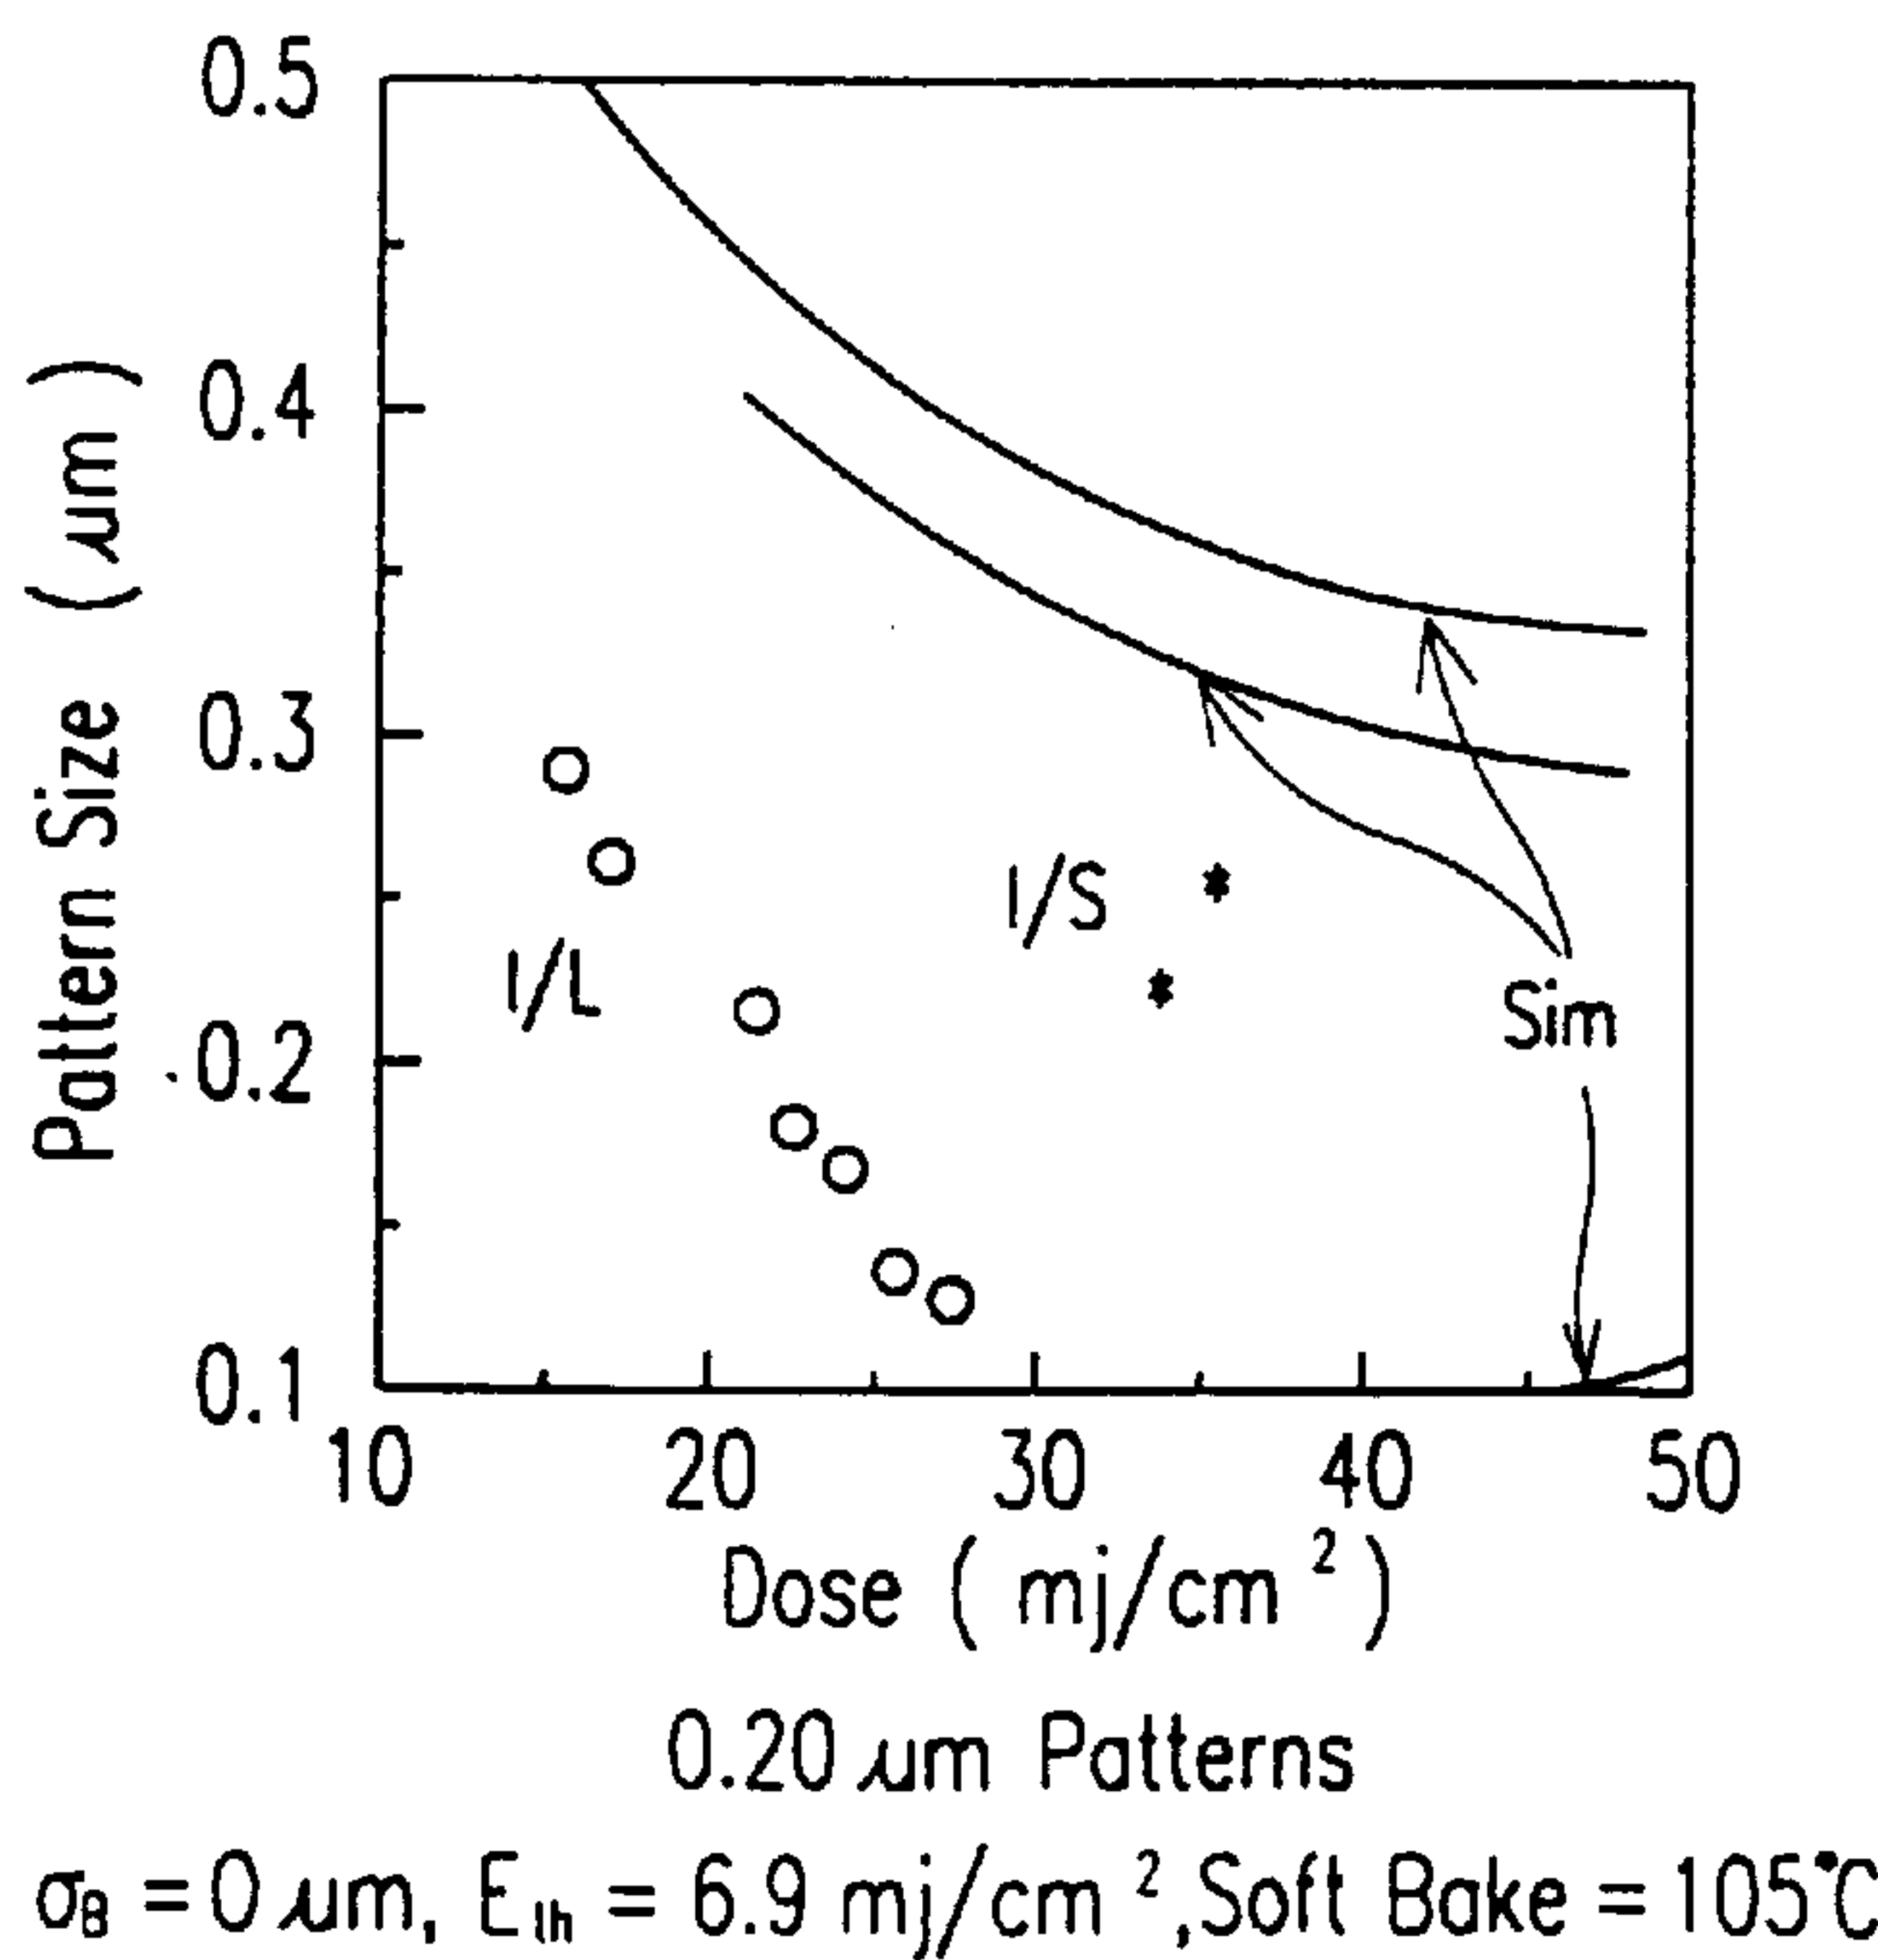 0.5
0.4
0.3
0.2
0.1
Pattern Size (μm)
I/L
I/S
Sim
10 20 30 40 50
Dose (mj/cm²)
0.20 μm Patterns
σB = 0 μm, Eth = 6.9 mj/cm², Soft Bake = 105°C